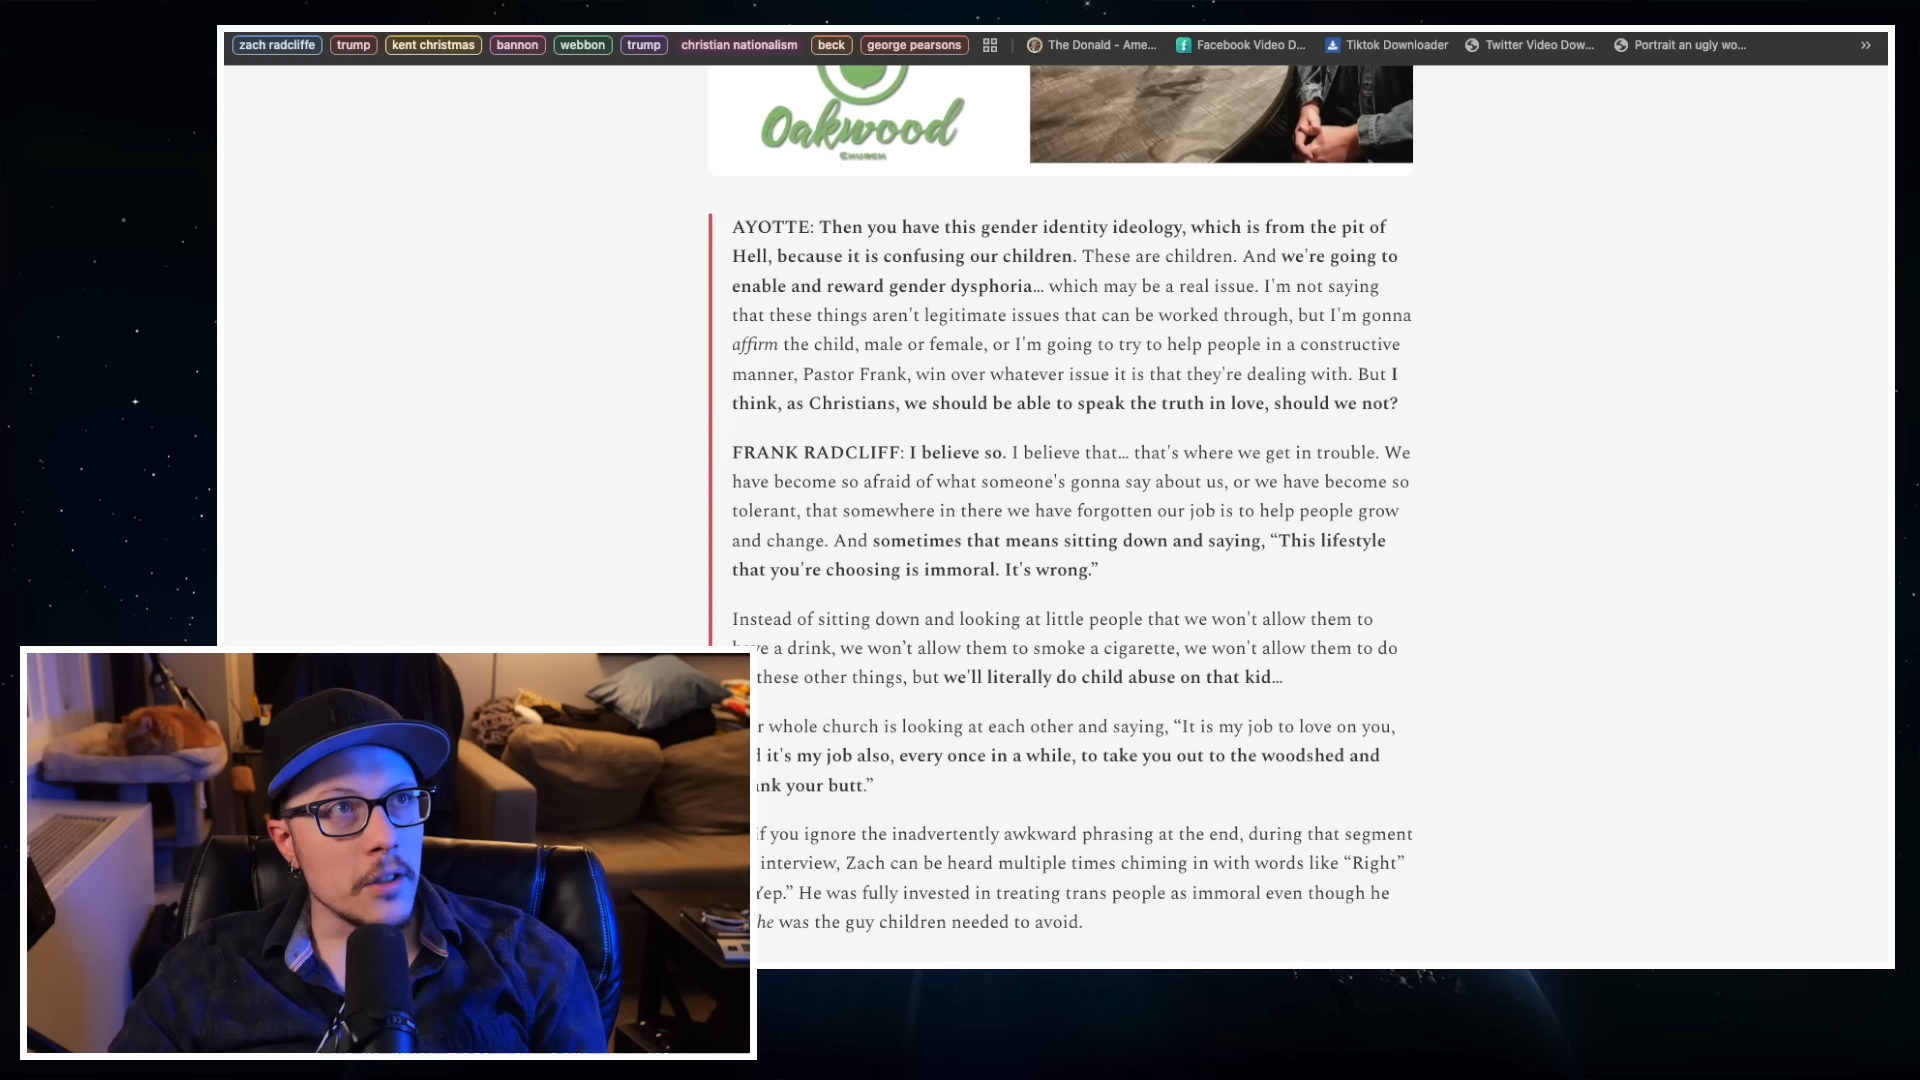 zach radcliffe trump kent christmas bannon webbon trump christian nationalism beck george pearsons The Donald - Ame... Facebook Video D... Tiktok Downloader Twitter Video Dow... Portrait an ugly wo...
Oakwood
CHURCH
AYOTTE: Then you have this gender identity ideology, which is from the pit of
Hell, because it is confusing our children. These are children. And we're going to
enable and reward gender dysphoria… which may be a real issue. I'm not saying
that these things aren't legitimate issues that can be worked through, but I'm gonna
affirm the child, male or female, or I'm going to try to help people in a constructive
manner, Pastor Frank, win over whatever issue it is that they're dealing with. But I
think, as Christians, we should be able to speak the truth in love, should we not?
FRANK RADCLIFF: I believe so. I believe that… that's where we get in trouble. We
have become so afraid of what someone's gonna say about us, or we have become so
tolerant, that somewhere in there we have forgotten our job is to help people grow
and change. And sometimes that means sitting down and saying, “This lifestyle
that you're choosing is immoral. It's wrong.”
Instead of sitting down and looking at little people that we won't allow them to
a drink, we won’t allow them to smoke a cigarette, we won't allow them to do
these other things, but we'll literally do child abuse on that kid…
whole church is looking at each other and saying, “It is my job to love on you,
it's my job also, every once in a while, to take you out to the woodshed and
your butt.”
if you ignore the inadvertently awkward phrasing at the end, during that segment
interview, Zach can be heard multiple times chiming in with words like “Right”
Yep.” He was fully invested in treating trans people as immoral even though he
he was the guy children needed to avoid.